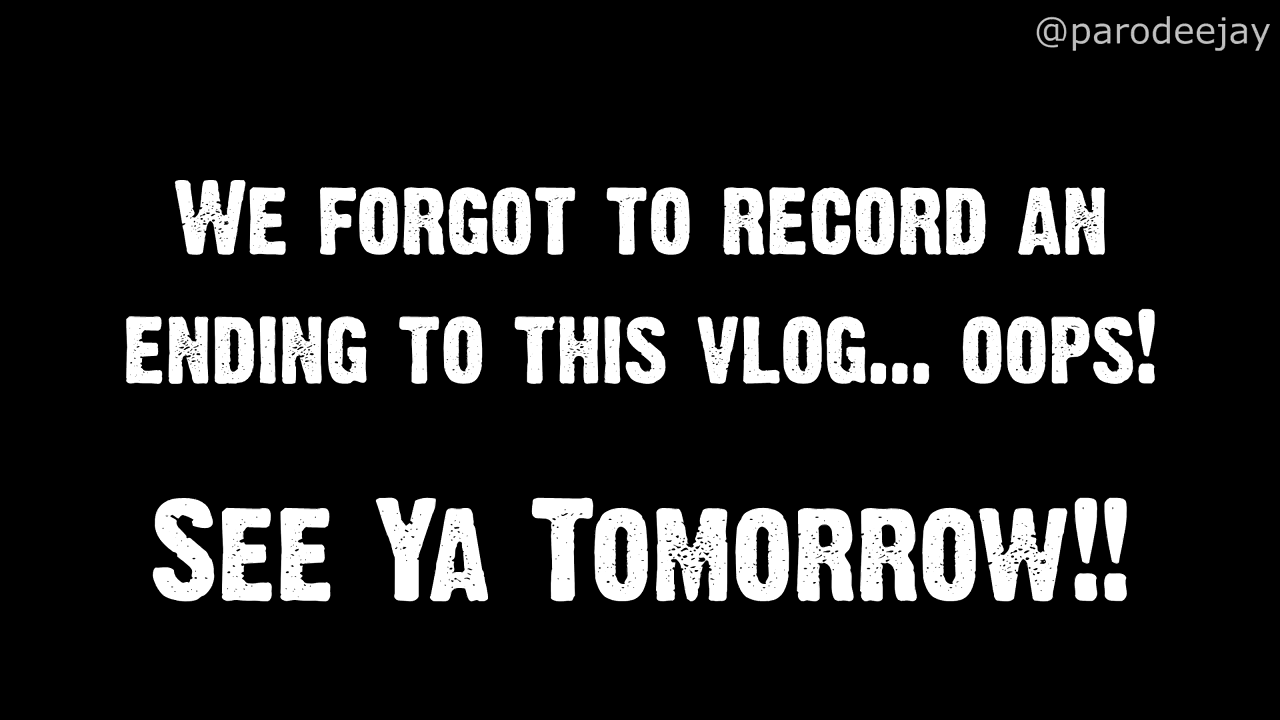 @parodeejay
We forgot to record an
ending to this vlog... oops!
See Ya Tomorrow!!